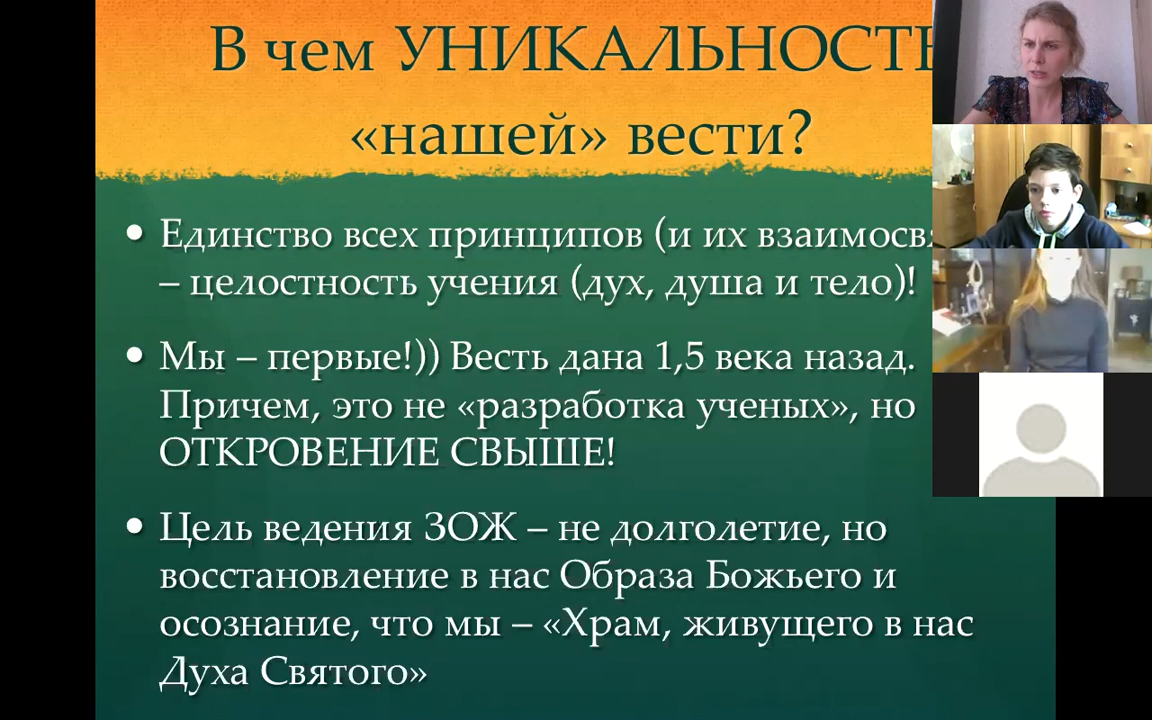 В чем УНИКАЛЬНОСТЬ
«нашей» вести?
• Единство всех принципов (и их
– целостность учения (дух, душа и тело)!
• Мы – первые!)) Весть дана 1,5 века назад.
Причем, это не «разработка ученых», но
ОТКРОВЕНИЕ СВЫШЕ!
• Цель ведения ЗОЖ – не долголетие, но
восстановление в нас Образа Божьего и
осознание, что мы – «Храм, живущего в нас
Духа Святого»